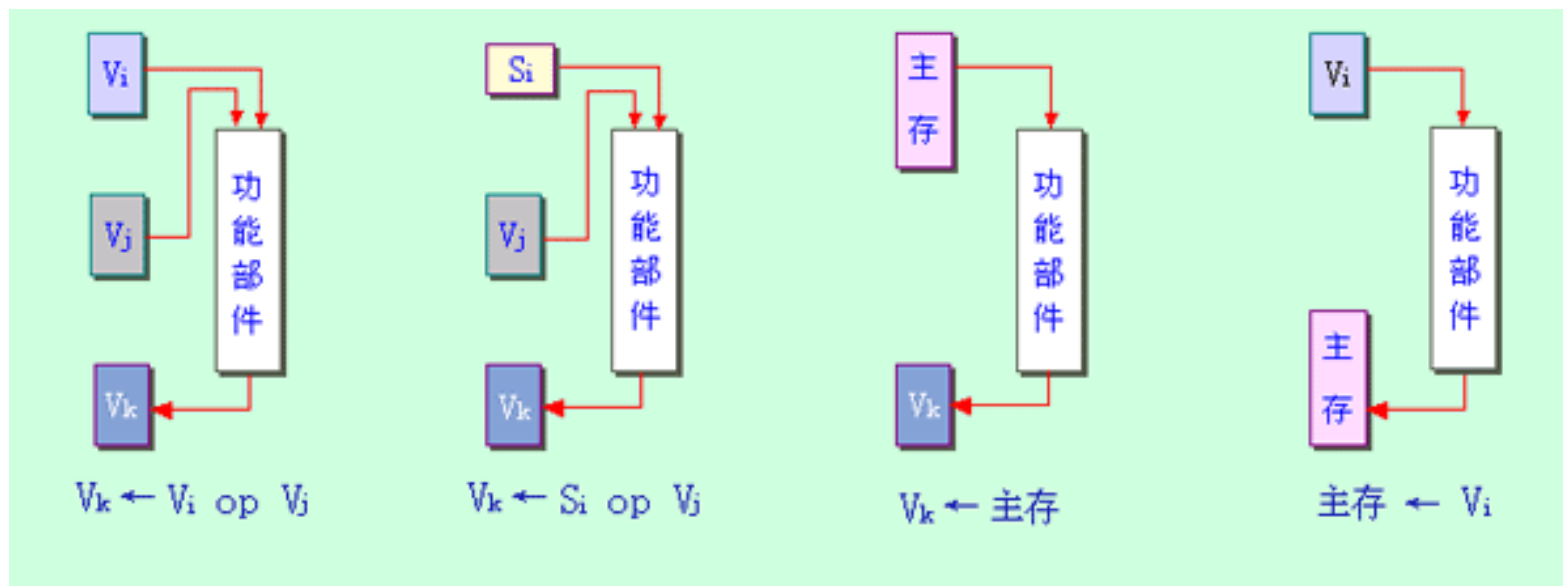 Vi
Vj
功能部件
Vk
Vk ← Vi op Vj
Si
Vj
功能部件
Vk
Vk ← Si op Vj
主存
功能部件
Vk
Vk ← 主存
Vi
功能部件
主存
主存 ← Vi